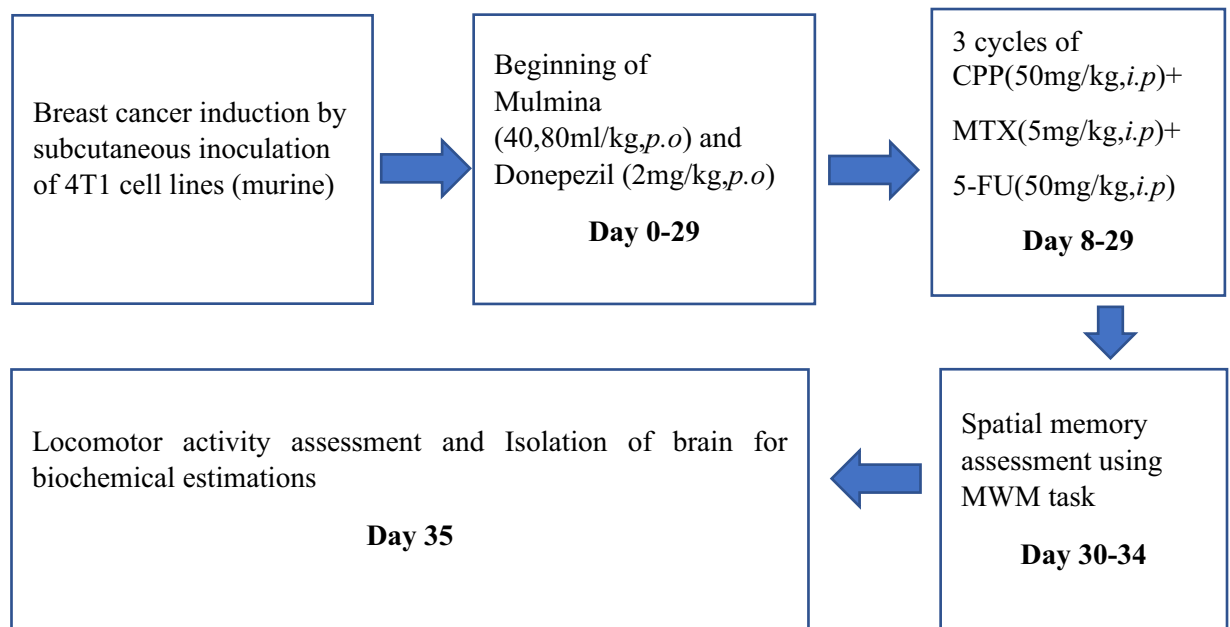 Breast cancer induction by
subcutaneous inoculation
of 4T1 cell lines (murine)
Beginning of
Mulmina
(40,80ml/kg,p.o) and
Donepezil (2mg/kg,p.o)
Day 0-29
3 cycles of
CPP(50mg/kg,i.p)+
MTX(5mg/kg,i.p)+
5-FU(50mg/kg,i.p)
Day 8-29
Spatial memory
assessment using
MWM task
Day 30-34
Locomotor activity assessment and Isolation of brain for
biochemical estimations
Day 35